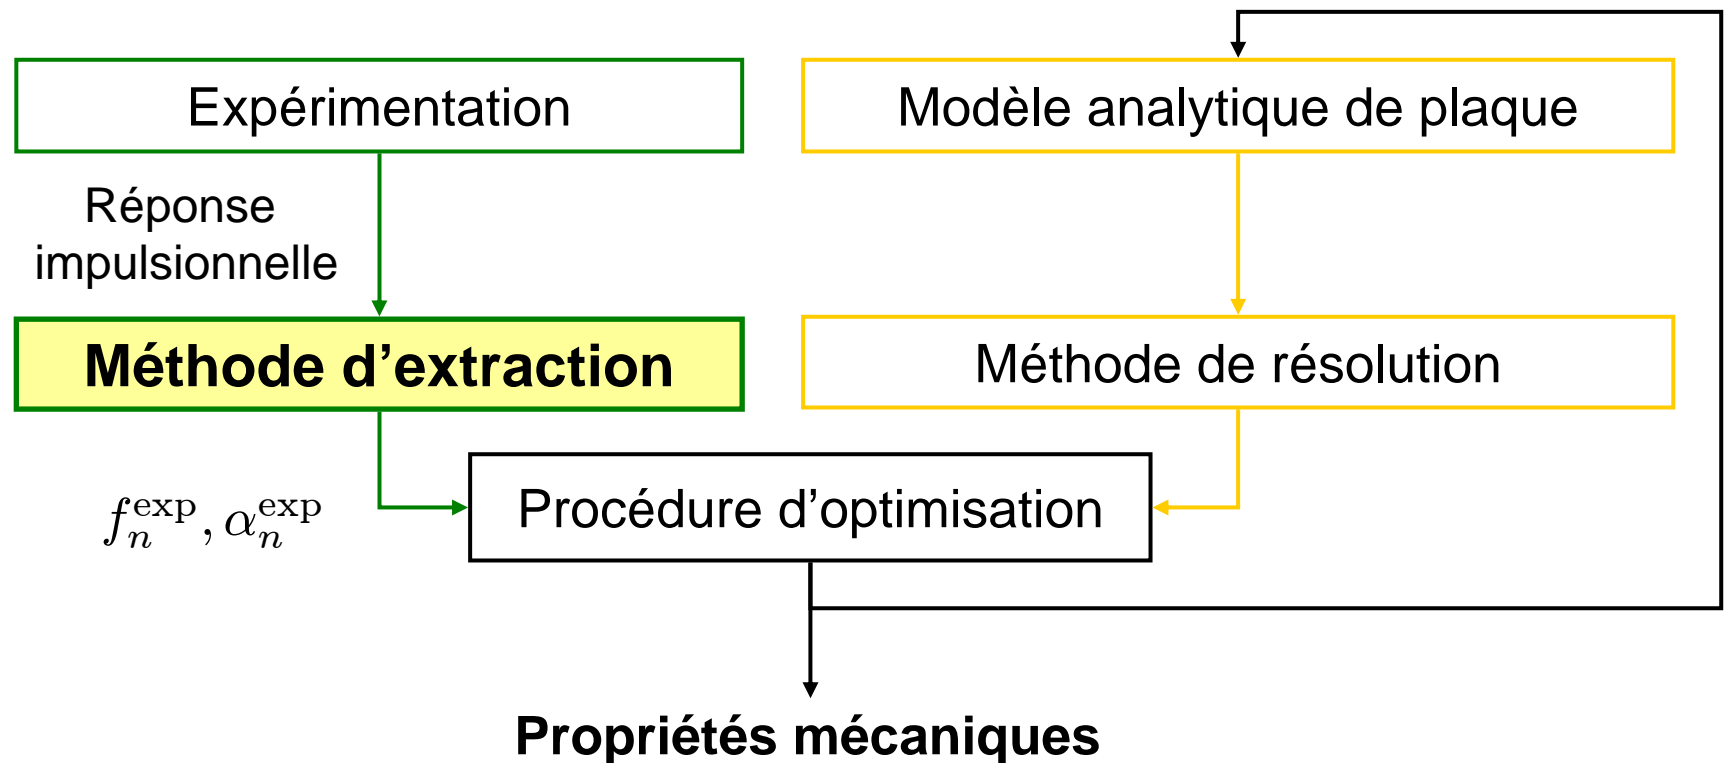 Expérimentation
Modèle analytique de plaque
Réponse
impulsionnelle
Méthode d’extraction
Méthode de résolution
f_n^exp, α_n^exp
Procédure d’optimisation
Propriétés mécaniques